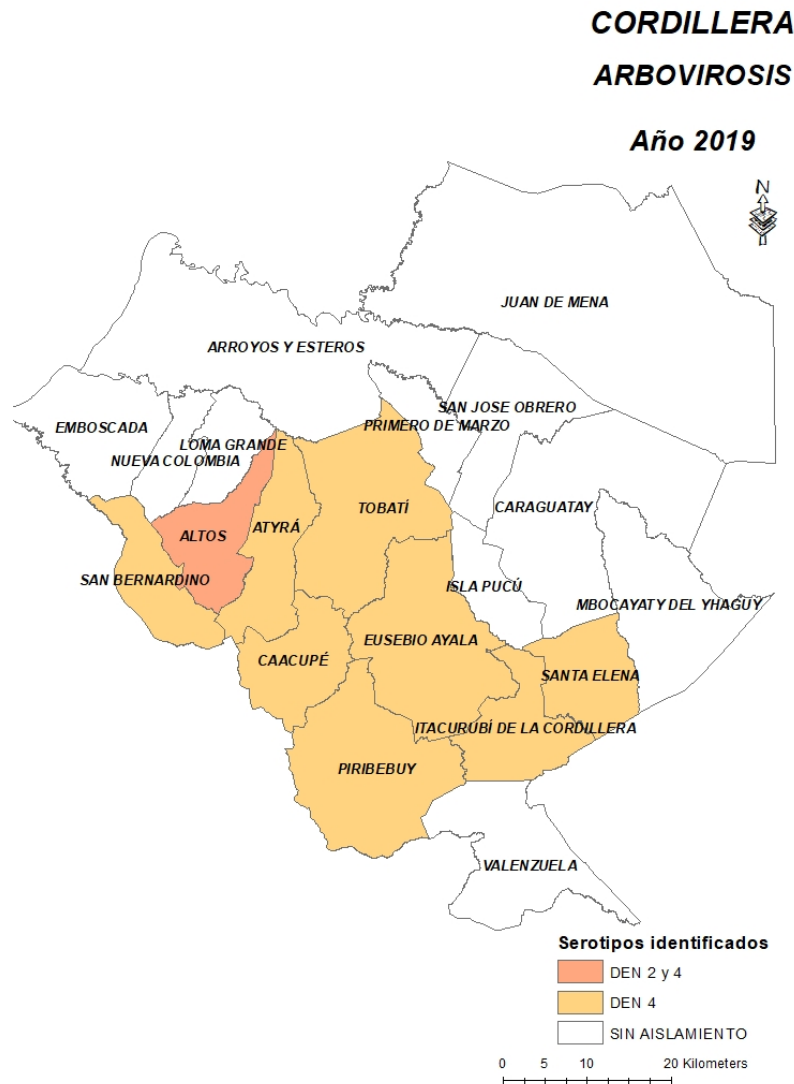 CORDILLERA
ARBOVIROSIS
Año 2019
N
JUAN DE MENA
ARROYOS Y ESTEROS
SAN JOSE OBRERO
PRIMERO DE MARZO
EMBOSCADA
LOMA GRANDE
NUEVA COLOMBIA
CARAGUATAY
TOBATÍ
ATYRÁ
ALTOS
SAN BERNARDINO
ISLA PUCÚ
MBOCAYATY DEL YHAGUY
EUSEBIO AYALA
CAACUPÉ
SANTA ELENA
ITACURUBÍ DE LA CORDILLERA
PIRIBEBUY
VALENZUELA
Serotipos identificados
DEN 2 y 4
DEN 4
SIN AISLAMIENTO
0 5 10 20 Kilometers